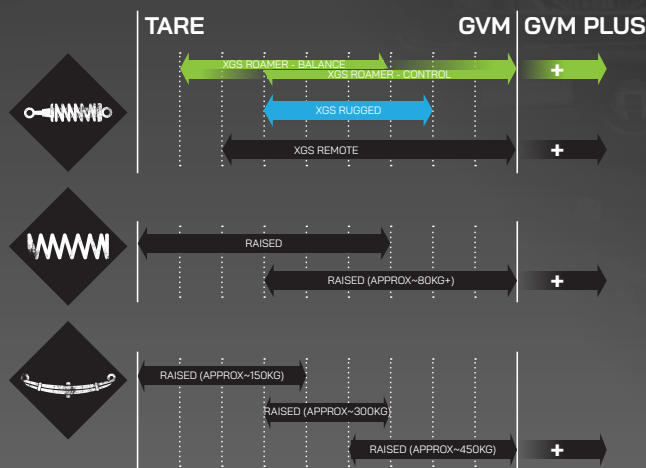 TARE GVM GVM PLUS
XGS ROAMER - BALANCE
XGS ROAMER - CONTROL
+
XGS RUGGED
XGS REMOTE
+
RAISED
RAISED (APPROX~80KG+)
+
RAISED (APPROX~150KG)
RAISED (APPROX~300KG)
RAISED (APPROX~450KG)
+